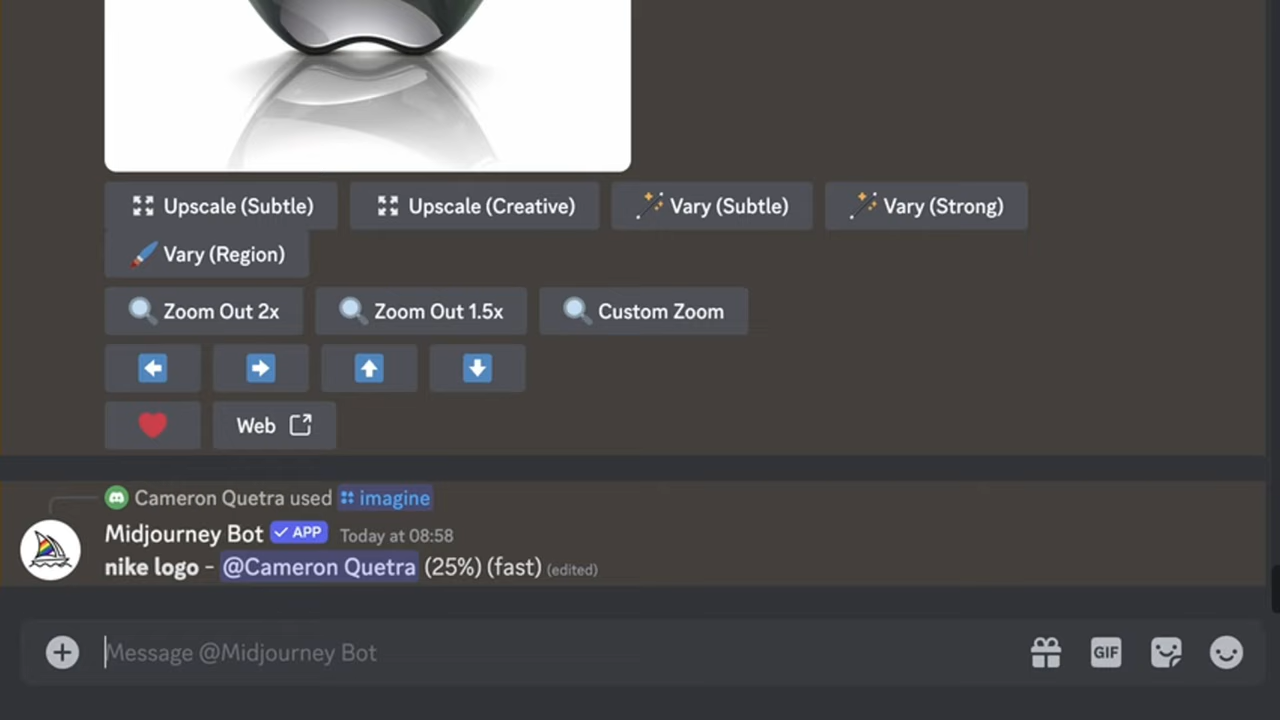 Upscale (Subtle) Upscale (Creative) Vary (Subtle) Vary (Strong)
Vary (Region)
Zoom Out 2x Zoom Out 1.5x Custom Zoom
Web
Cameron Quetra used imagine
Midjourney Bot APP Today at 08:58
nike logo - @Cameron Quetra (25%) (fast) (edited)
Message @Midjourney Bot GIF